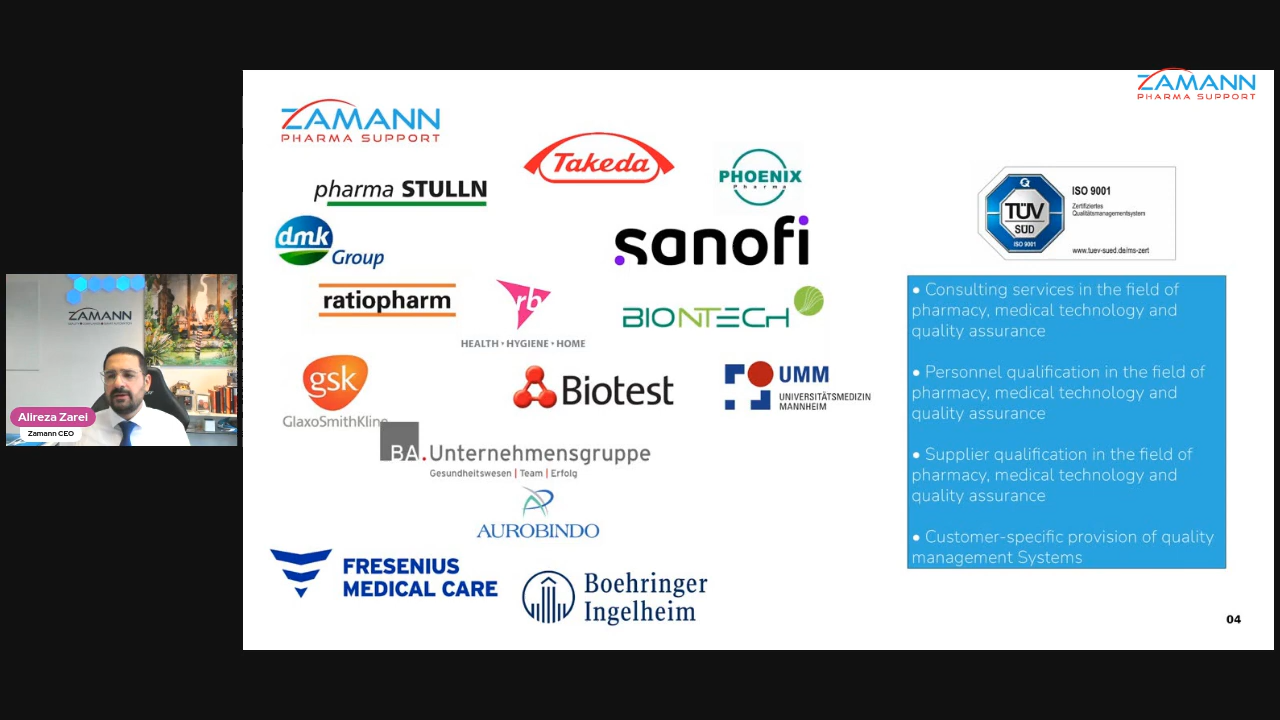 ZAMANN
PHARMA SUPPORT
ZAMANN
PHARMA SUPPORT
Takeda
PHOENIX
Pharma
pharma STULLN
dmk
Group
sanofi
ratiopharm
rb
HEALTH • HYGIENE • HOME
BIONTECH
gsk
GlaxoSmithKline
Biotest
UMM
UNIVERSITÄTSMEDIZIN
MANNHEIM
BA.Unternehmensgruppe
Gesundheitswesen | Team | Erfolg
AUROBINDO
FRESENIUS
MEDICAL CARE
Boehringer
Ingelheim
Q
TÜV
SÜD
ISO 9001
ISO 9001
Zertifiziertes
Qualitätsmanagementsystem
www.tuev-sued.de/ms-zert
• Consulting services in the field of
pharmacy, medical technology and
quality assurance
• Personnel qualification in the field of
pharmacy, medical technology and
quality assurance
• Supplier qualification in the field of
pharmacy, medical technology and
quality assurance
• Customer-specific provision of quality
management Systems
04
ZAMANN
Alireza Zarei
Zamann CEO